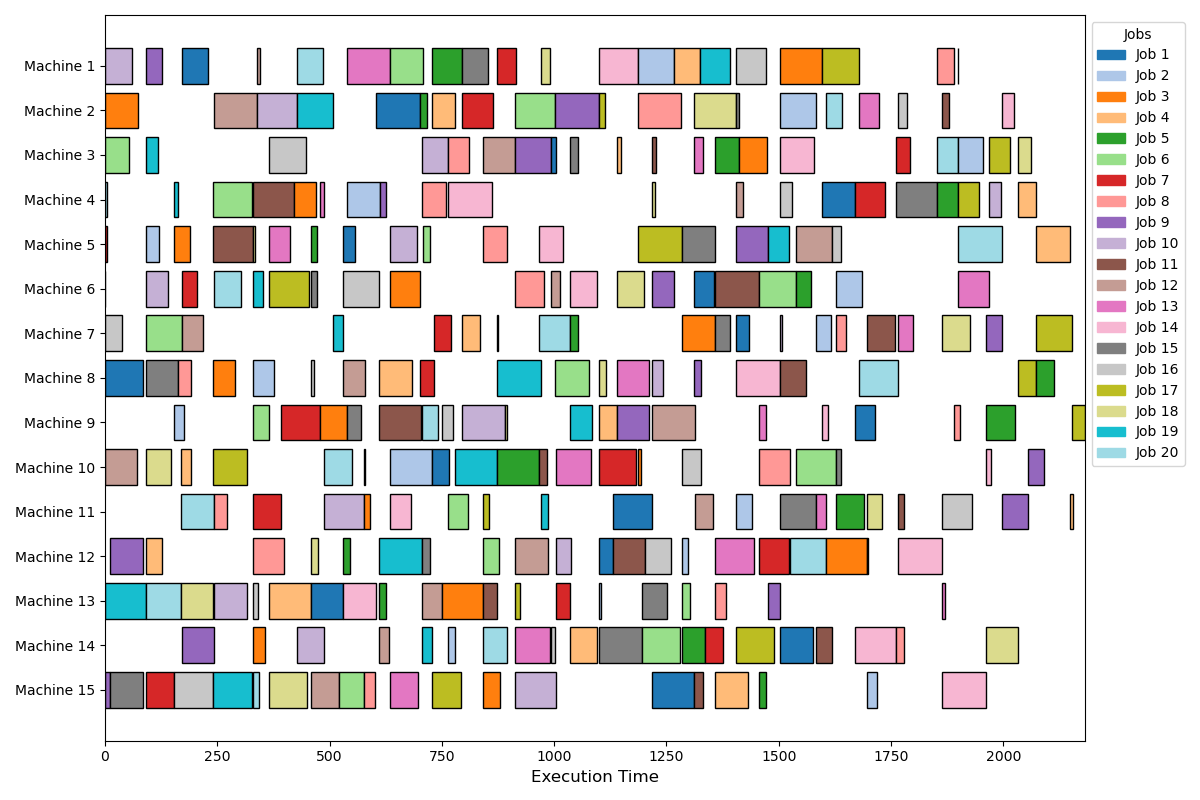 Machine 1
Machine 2
Machine 3
Machine 4
Machine 5
Machine 6
Machine 7
Machine 8
Machine 9
Machine 10
Machine 11
Machine 12
Machine 13
Machine 14
Machine 15
0 250 500 750 1000 1250 1500 1750 2000
Execution Time
Jobs
Job 1
Job 2
Job 3
Job 4
Job 5
Job 6
Job 7
Job 8
Job 9
Job 10
Job 11
Job 12
Job 13
Job 14
Job 15
Job 16
Job 17
Job 18
Job 19
Job 20